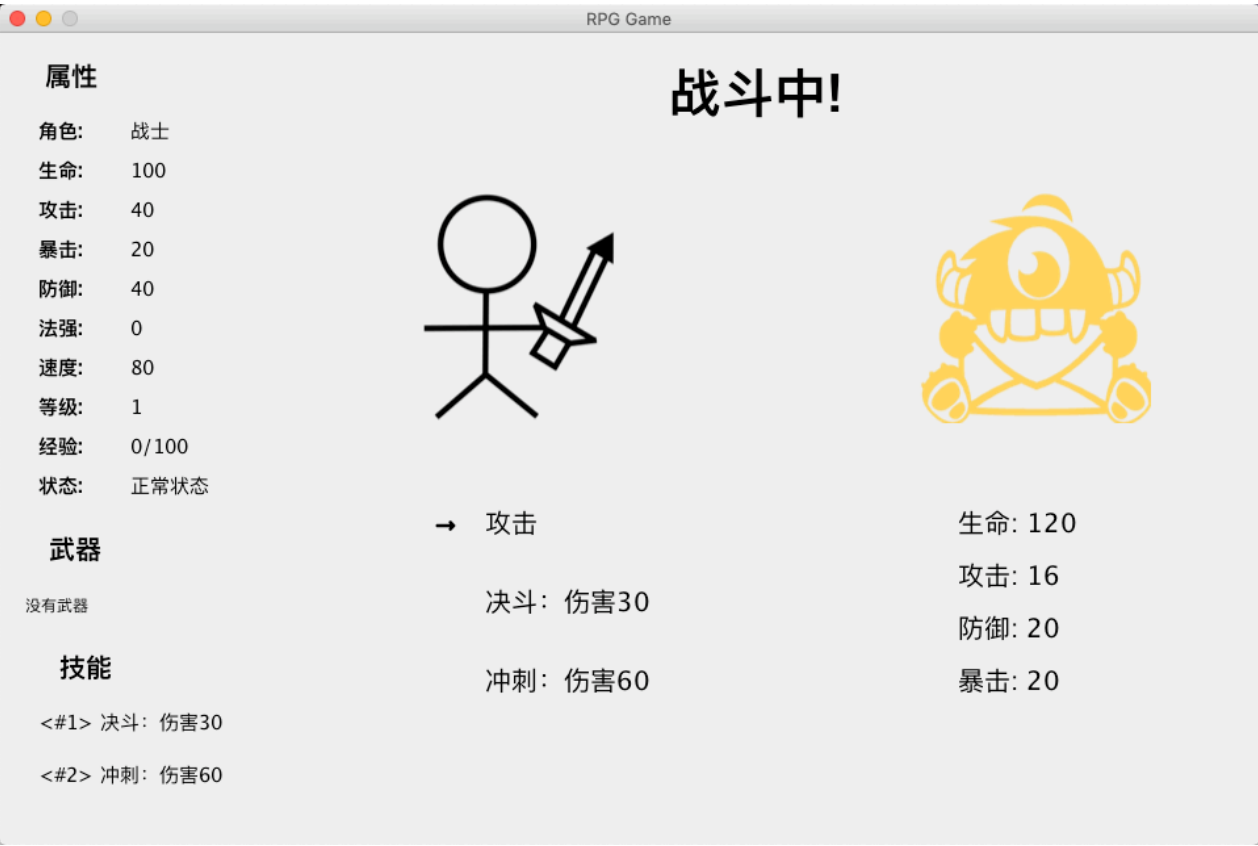 RPG Game
属性
角色: 战士
生命: 100
攻击: 40
暴击: 20
防御: 40
法强: 0
速度: 80
等级: 1
经验: 0/100
状态: 正常状态
武器
没有武器
技能
<#1> 决斗：伤害30
<#2> 冲刺：伤害60
战斗中!
→ 攻击
决斗：伤害30
冲刺：伤害60
生命: 120
攻击: 16
防御: 20
暴击: 20